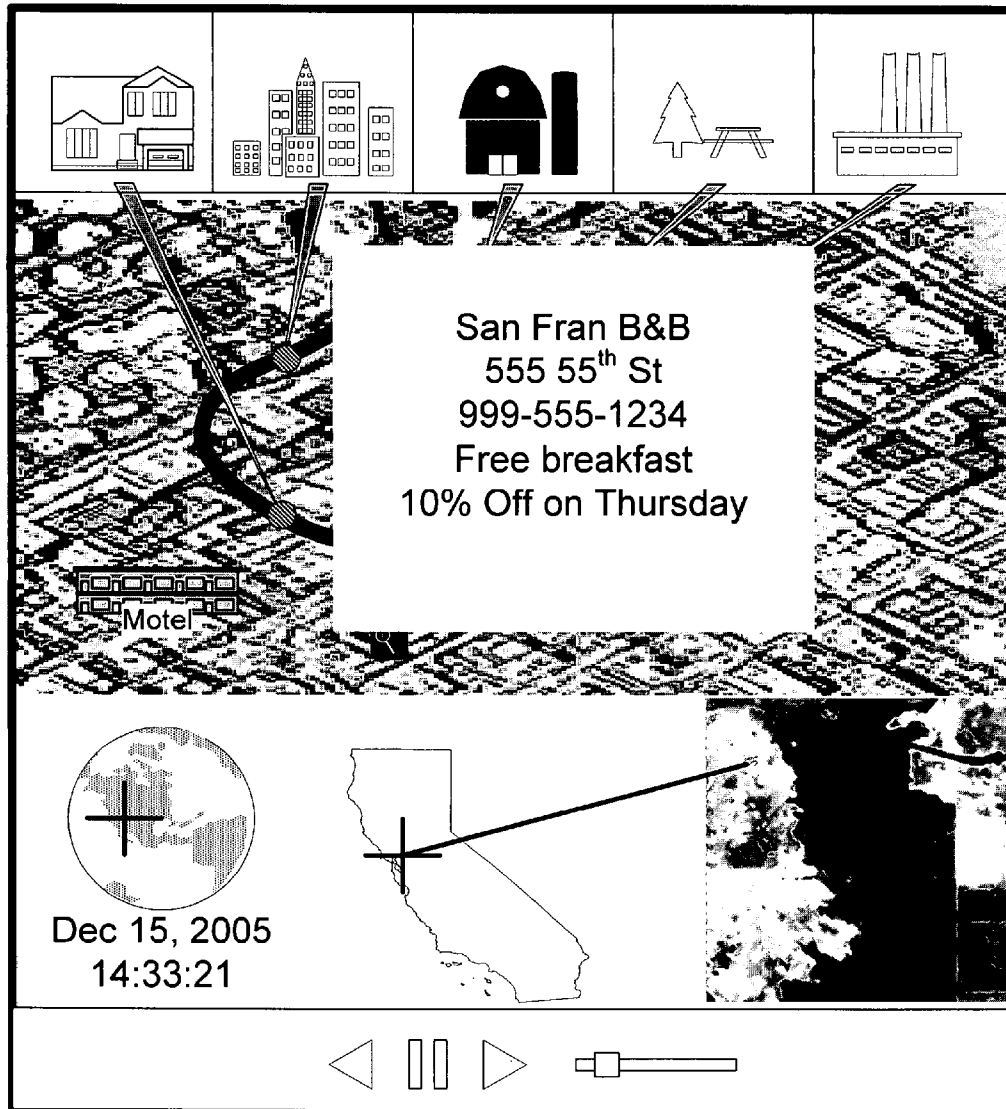 San Fran B&B
555 55th St
999-555-1234
Free breakfast
10% Off on Thursday
Motel
Dec 15, 2005
14:33:21